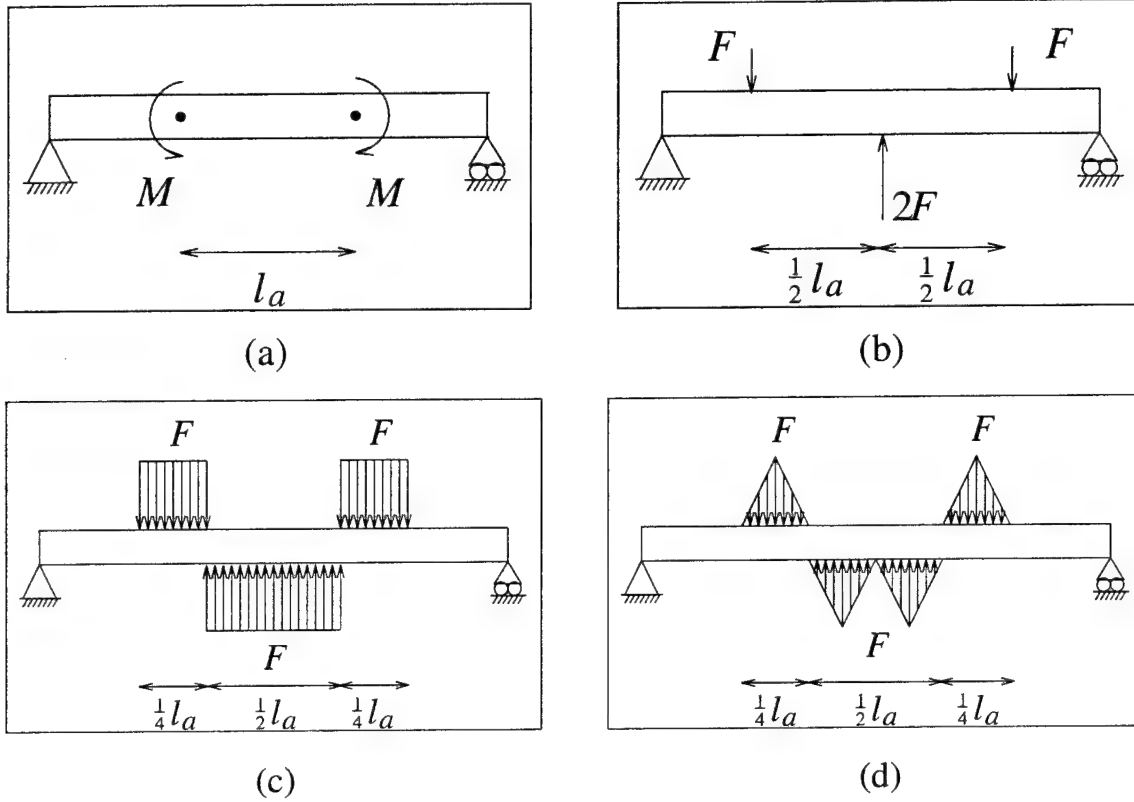 M M
l_a
(a)
F F
2F
1/2 l_a 1/2 l_a
(b)
F F
F
1/4 l_a 1/2 l_a 1/4 l_a
(c)
F F
F
1/4 l_a 1/2 l_a 1/4 l_a
(d)